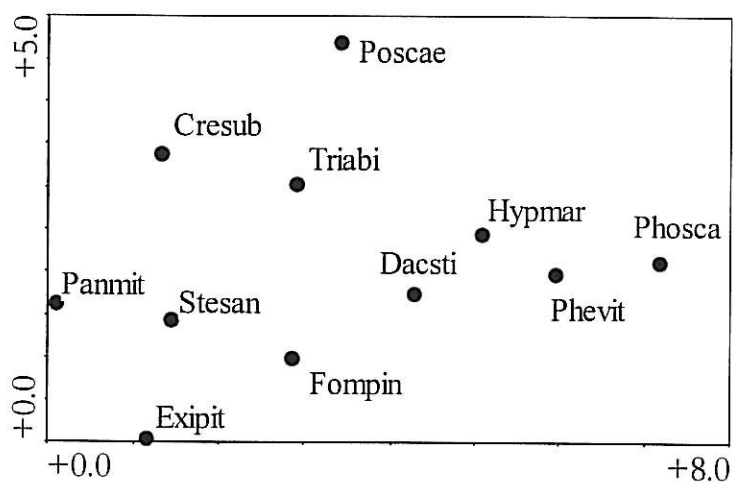 +5.0
Poscae
Cresub
Triabi
Hypmar
Phosca
Dacsti
Panmit
Stesan
Phevit
Fompin
+0.0
Exipit
+0.0
+8.0